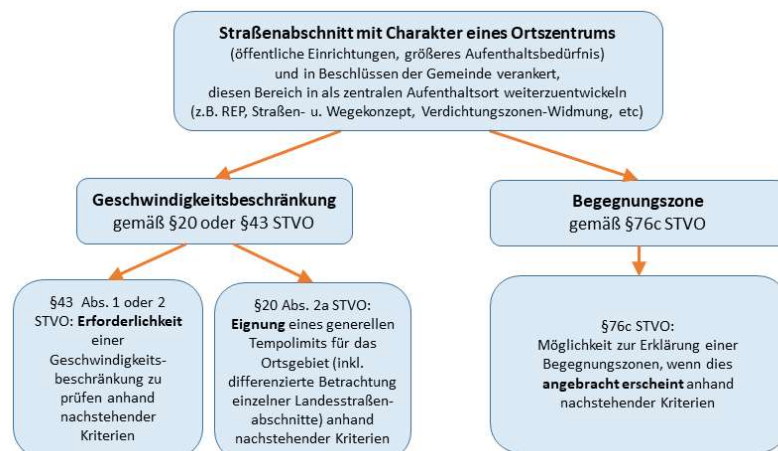 Straßenabschnitt mit Charakter eines Ortszentrums
(öffentliche Einrichtungen, größeres Aufenthaltsbedürfnis)
und in Beschlüssen der Gemeinde verankert,
diesen Bereich in als zentralen Aufenthaltsort weiterzuentwickeln
(z.B. REP, Straßen- u. Wegekonzept, Verdichtungszonen-Widmung, etc)
Geschwindigkeitsbeschränkung
gemäß §20 oder §43 STVO
Begegnungszone
gemäß §76c STVO
§43 Abs. 1 oder 2
STVO: Erforderlichkeit
einer
Geschwindigkeits-
beschränkung zu
prüfen anhand
nachstehender
Kriterien
§20 Abs. 2a STVO:
Eignung eines generellen
Tempolimits für das
Ortsgebiet (inkl.
differenzierte Betrachtung
einzelner Landesstraßen-
abschnitte) anhand
nachstehender Kriterien
§76c STVO:
Möglichkeit zur Erklärung einer
Begegnungszonen, wenn dies
angebracht erscheint anhand
nachstehender Kriterien